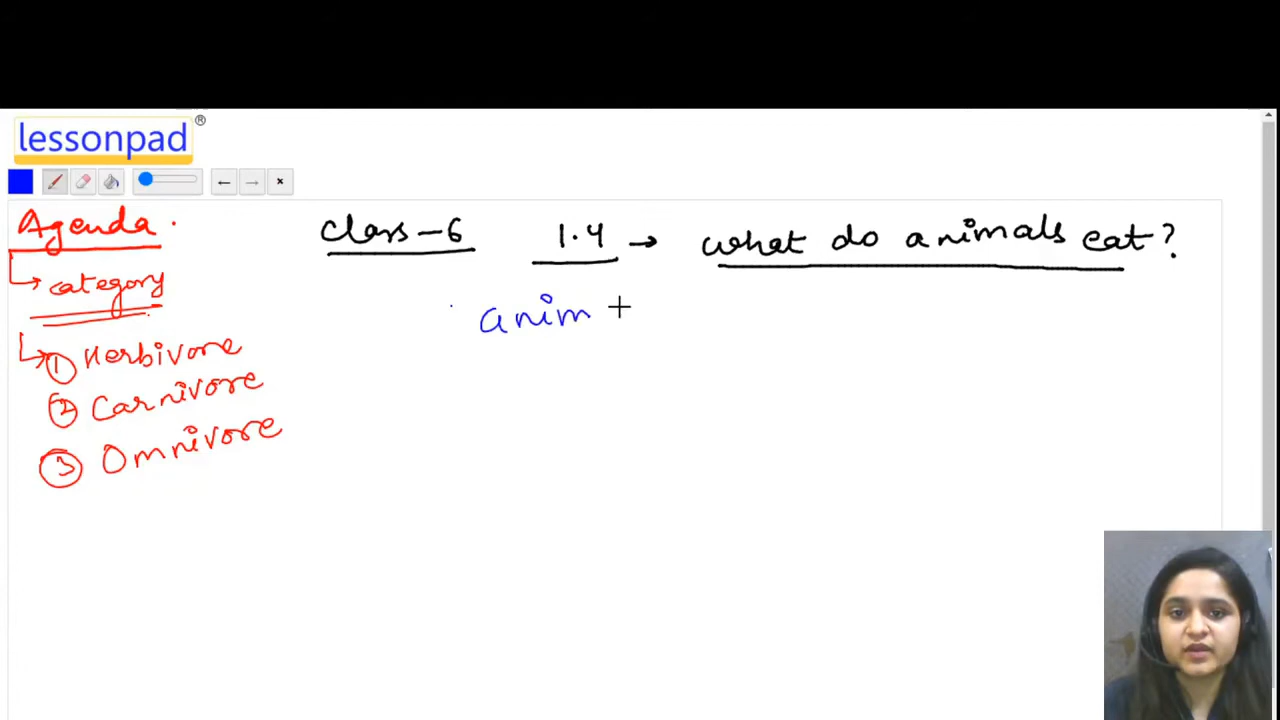 lessonpad ®
Agenda.
category
① Herbivore
② Carnivore
③ Omnivore
class-6 1.4 → what do animals eat?
anim